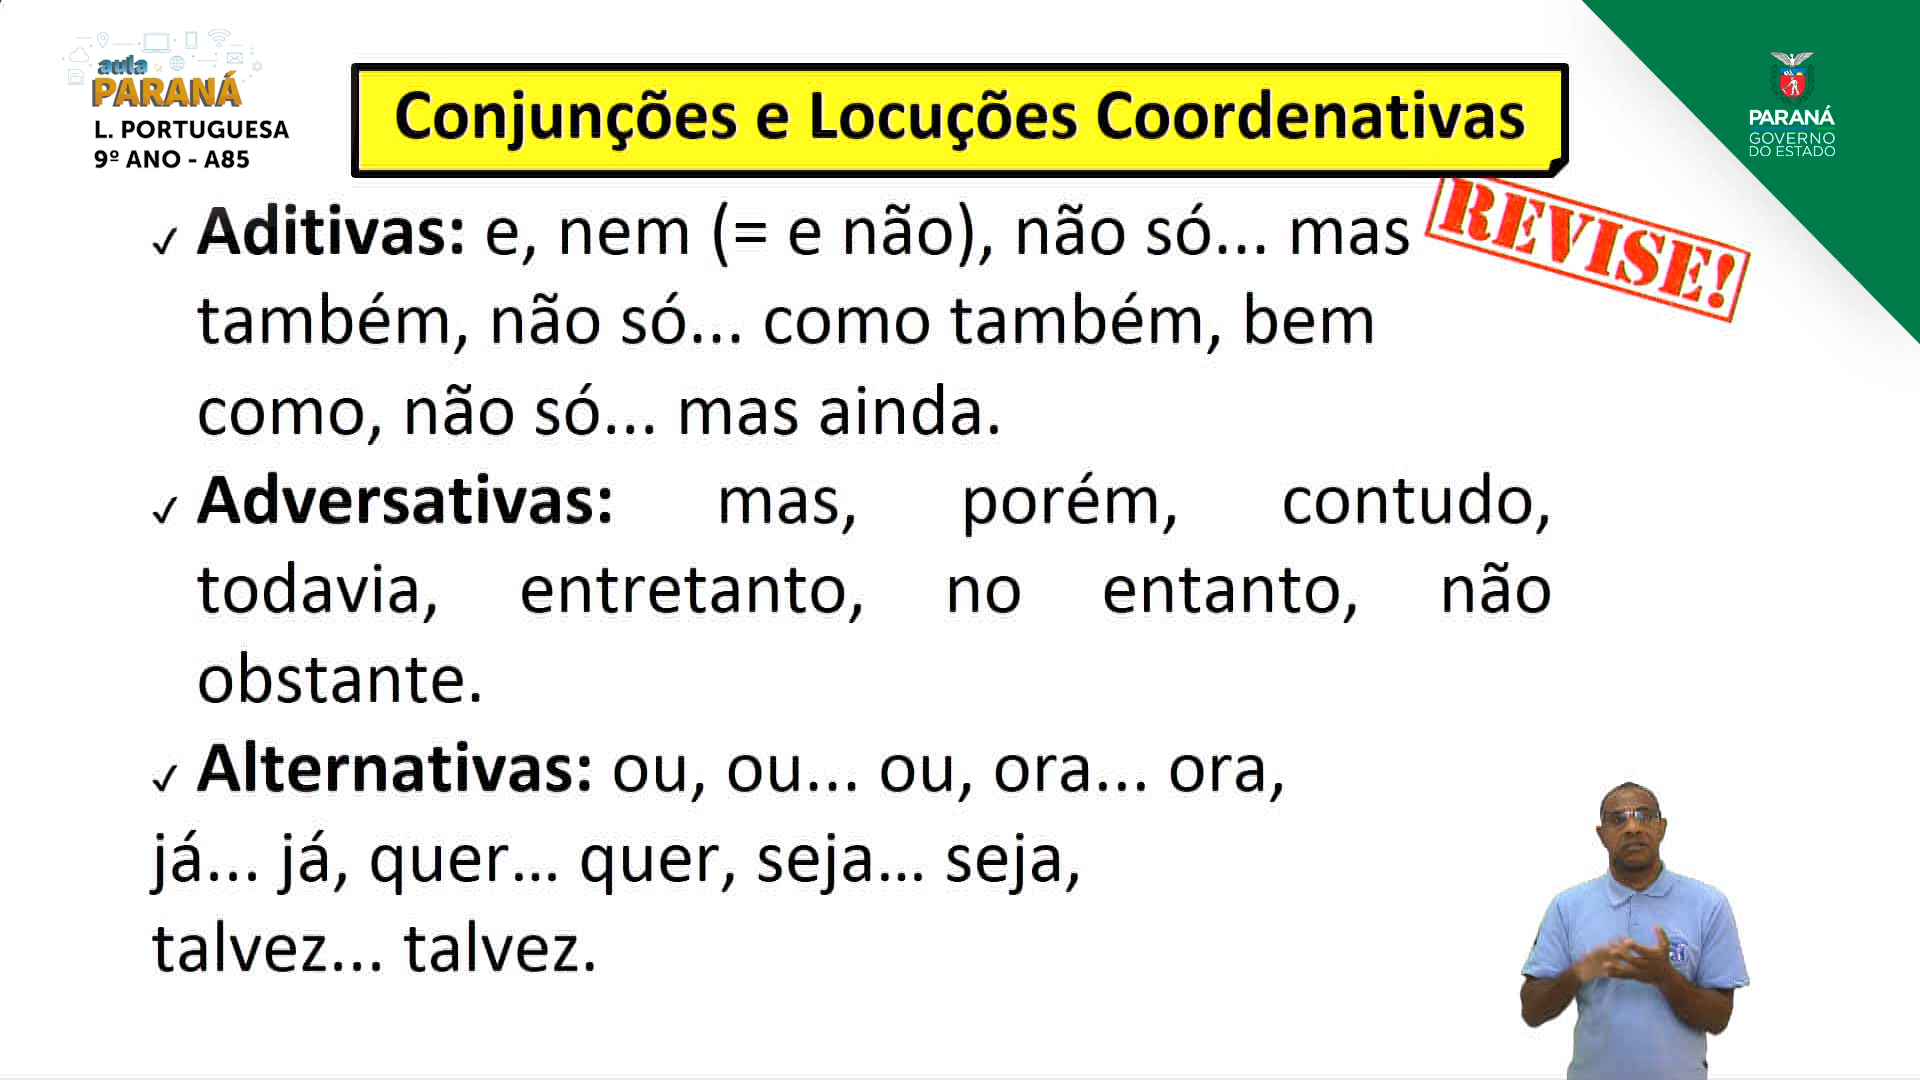 aula
PARANÁ
L. PORTUGUESA
9º ANO - A85
Conjunções e Locuções Coordenativas
PARANÁ
GOVERNO
DO ESTADO
REVISE!
✓ Aditivas: e, nem (= e não), não só... mas
também, não só... como também, bem
como, não só... mas ainda.
✓ Adversativas: mas, porém, contudo,
todavia, entretanto, no entanto, não
obstante.
✓ Alternativas: ou, ou... ou, ora... ora,
já... já, quer... quer, seja... seja,
talvez... talvez.